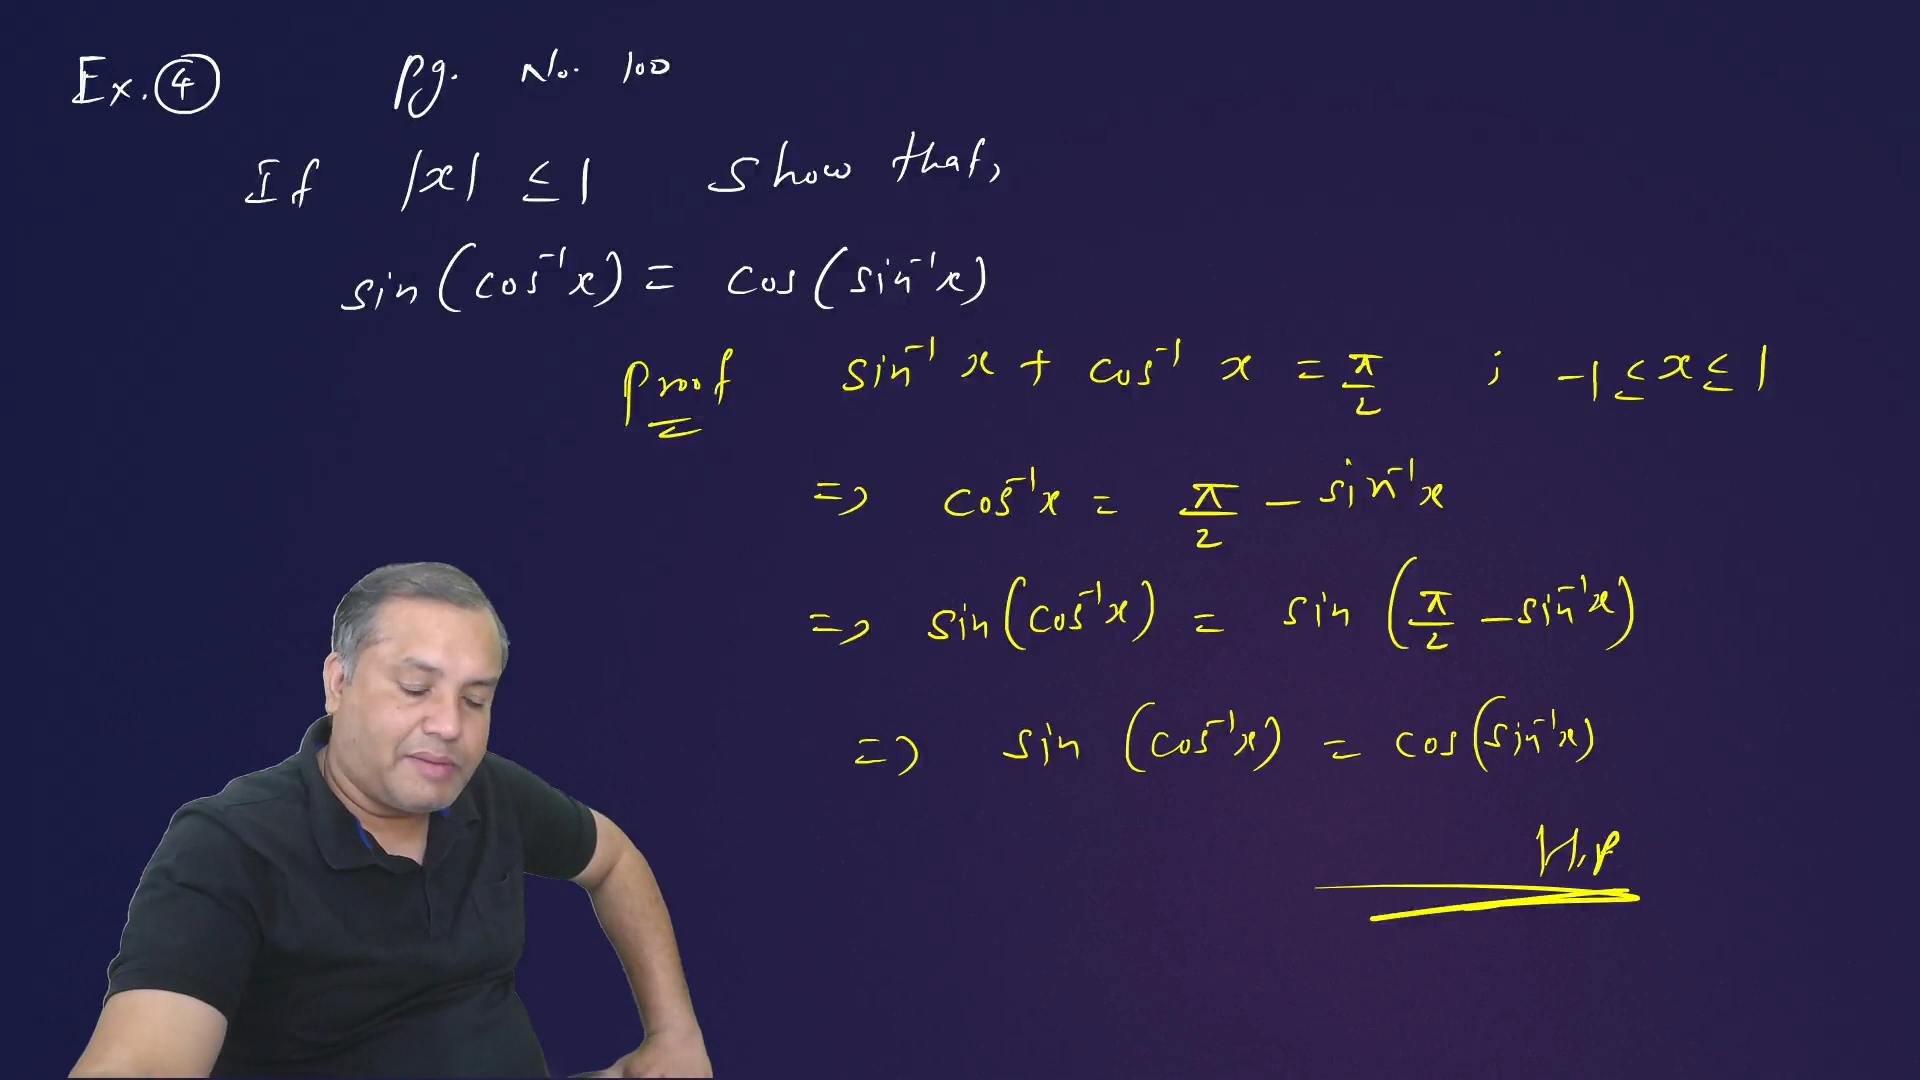 Ex. ④ Pg. No. 100
If |x| ≤ 1 show that,
sin(cos⁻¹x) = cos(sin⁻¹x)
Proof sin⁻¹ x + cos⁻¹ x = π/2 ; -1 ≤ x ≤ 1
=> cos⁻¹x = π/2 - sin⁻¹x
=> sin(cos⁻¹x) = sin (π/2 - sin⁻¹x)
=> sin (cos⁻¹x) = cos(sin⁻¹x)
H.P